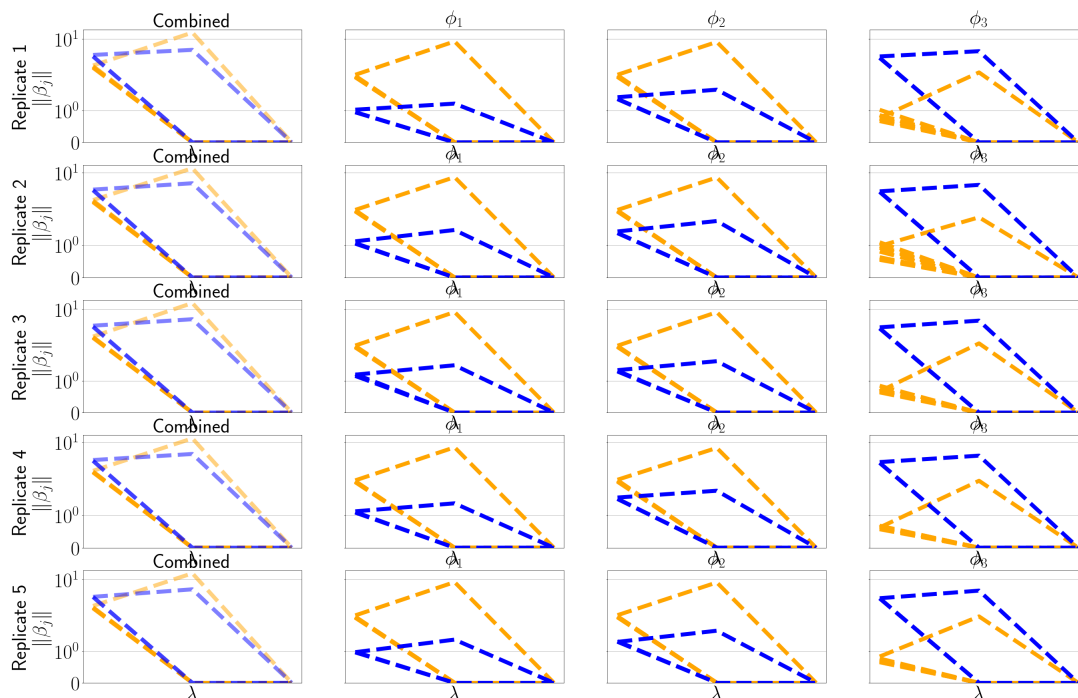 Combined ϕ₁ ϕ₂ ϕ₃
Replicate 1
||βⱼ||
10¹
10⁰
0
λ λ λ λ
Combined ϕ₁ ϕ₂ ϕ₃
Replicate 2
||βⱼ||
10¹
10⁰
0
λ λ λ λ
Combined ϕ₁ ϕ₂ ϕ₃
Replicate 3
||βⱼ||
10¹
10⁰
0
λ λ λ λ
Combined ϕ₁ ϕ₂ ϕ₃
Replicate 4
||βⱼ||
10¹
10⁰
0
λ λ λ λ
Combined ϕ₁ ϕ₂ ϕ₃
Replicate 5
||βⱼ||
10¹
10⁰
0
λ λ λ λ